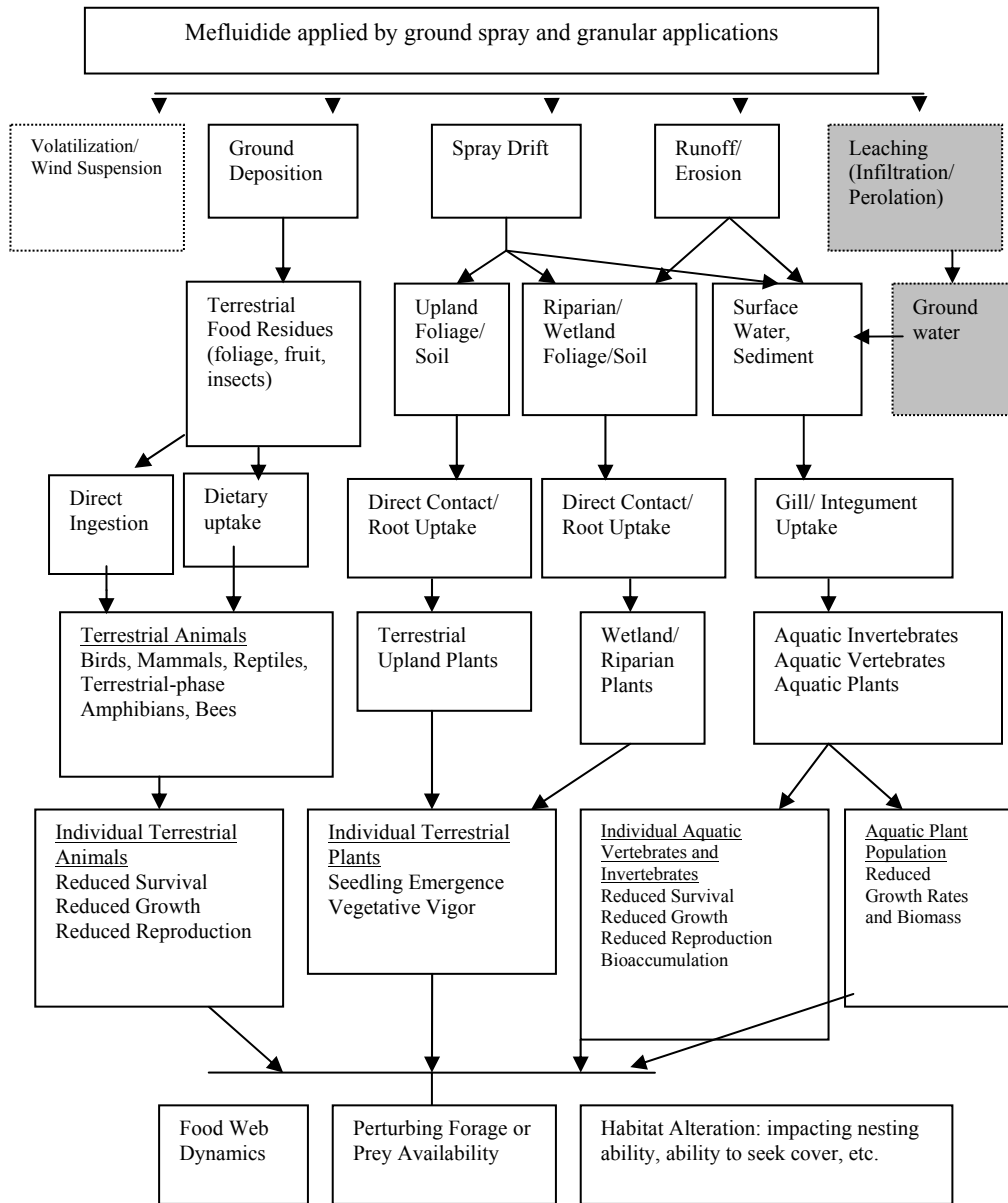 Mefluidide applied by ground spray and granular applications
Volatilization/
Wind Suspension
Ground
Deposition
Spray Drift
Runoff/
Erosion
Leaching
(Infiltration/
Perolation)
Terrestrial
Food Residues
(foliage, fruit,
insects)
Upland
Foliage/
Soil
Riparian/
Wetland
Foliage/Soil
Surface
Water,
Sediment
Ground
water
Direct
Ingestion
Dietary
uptake
Direct Contact/
Root Uptake
Direct Contact/
Root Uptake
Gill/ Integument
Uptake
Terrestrial Animals
Birds, Mammals, Reptiles,
Terrestrial-phase
Amphibians, Bees
Terrestrial
Upland Plants
Wetland/
Riparian
Plants
Aquatic Invertebrates
Aquatic Vertebrates
Aquatic Plants
Individual Terrestrial
Animals
Reduced Survival
Reduced Growth
Reduced Reproduction
Individual Terrestrial
Plants
Seedling Emergence
Vegetative Vigor
Individual Aquatic
Vertebrates and
Invertebrates
Reduced Survival
Reduced Growth
Reduced Reproduction
Bioaccumulation
Aquatic Plant
Population
Reduced
Growth Rates
and Biomass
Food Web
Dynamics
Perturbing Forage or
Prey Availability
Habitat Alteration: impacting nesting
ability, ability to seek cover, etc.